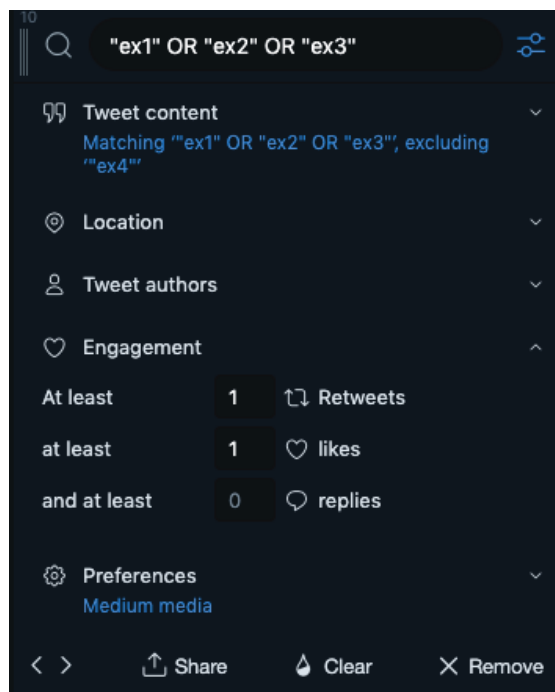 10
"ex1" OR "ex2" OR "ex3"
Tweet content
Matching ‘"ex1" OR "ex2" OR "ex3"’, excluding
‘"ex4"’
Location
Tweet authors
Engagement
At least 1 Retweets
at least 1 likes
and at least 0 replies
Preferences
Medium media
Share Clear Remove